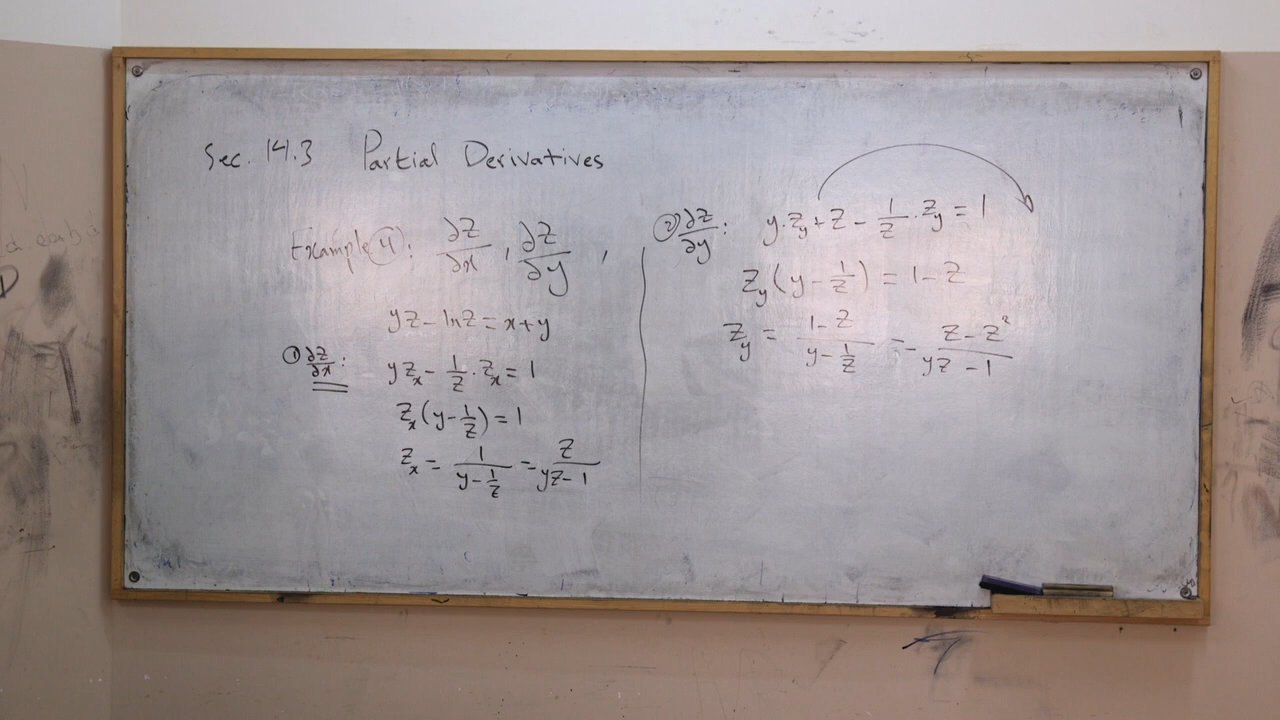 Sec. 14.3 Partial Derivatives
Example ④: ∂z/∂x , ∂z/∂y ,
yz - ln z = x + y
① ∂z/∂x : y z_x - 1/z · z_x = 1
z_x (y - 1/z) = 1
z_x = 1/(y - 1/z) = z/(yz - 1)
② ∂z/∂y : y · z_y + z - 1/z · z_y = 1
z_y (y - 1/z) = 1 - z
z_y = (1 - z)/(y - 1/z) = (z - z²)/(yz - 1)